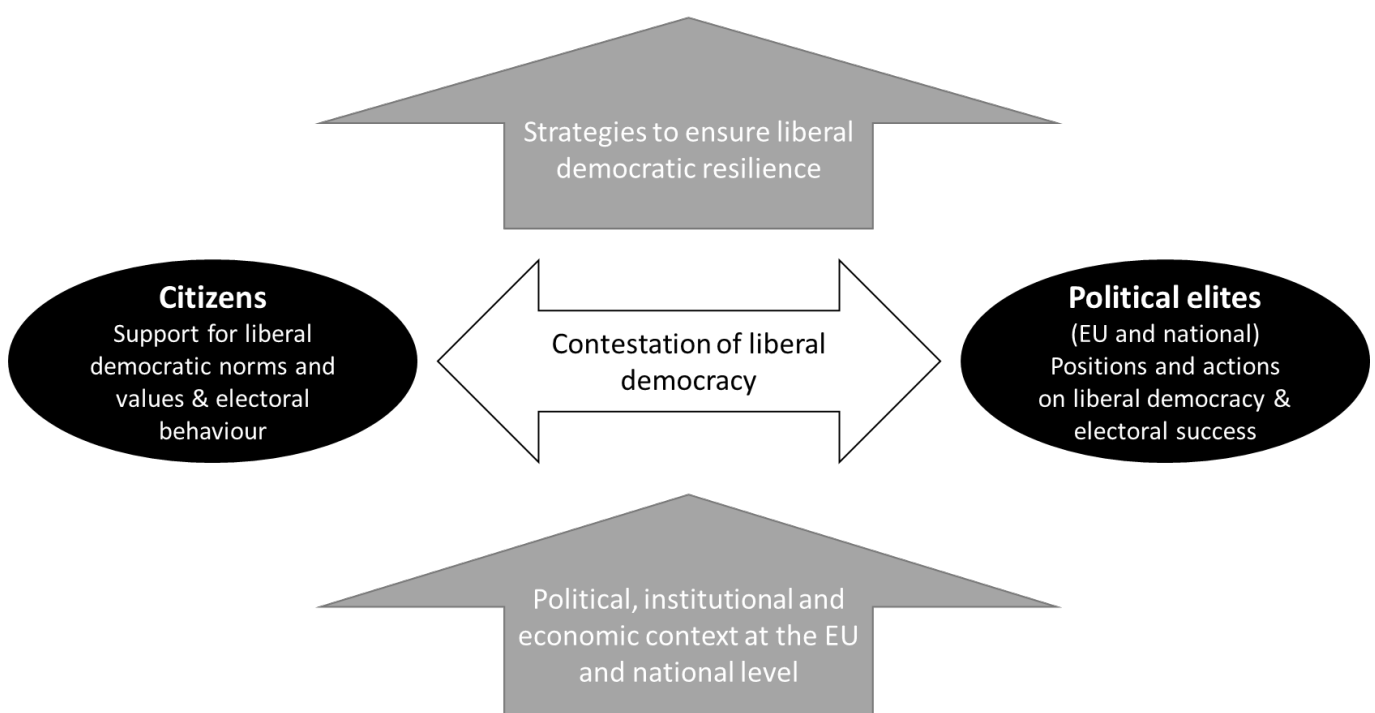 Strategies to ensure liberal
democratic resilience
Citizens
Support for liberal
democratic norms and
values & electoral
behaviour
Contestation of liberal
democracy
Political elites
(EU and national)
Positions and actions
on liberal democracy &
electoral success
Political, institutional and
economic context at the EU
and national level